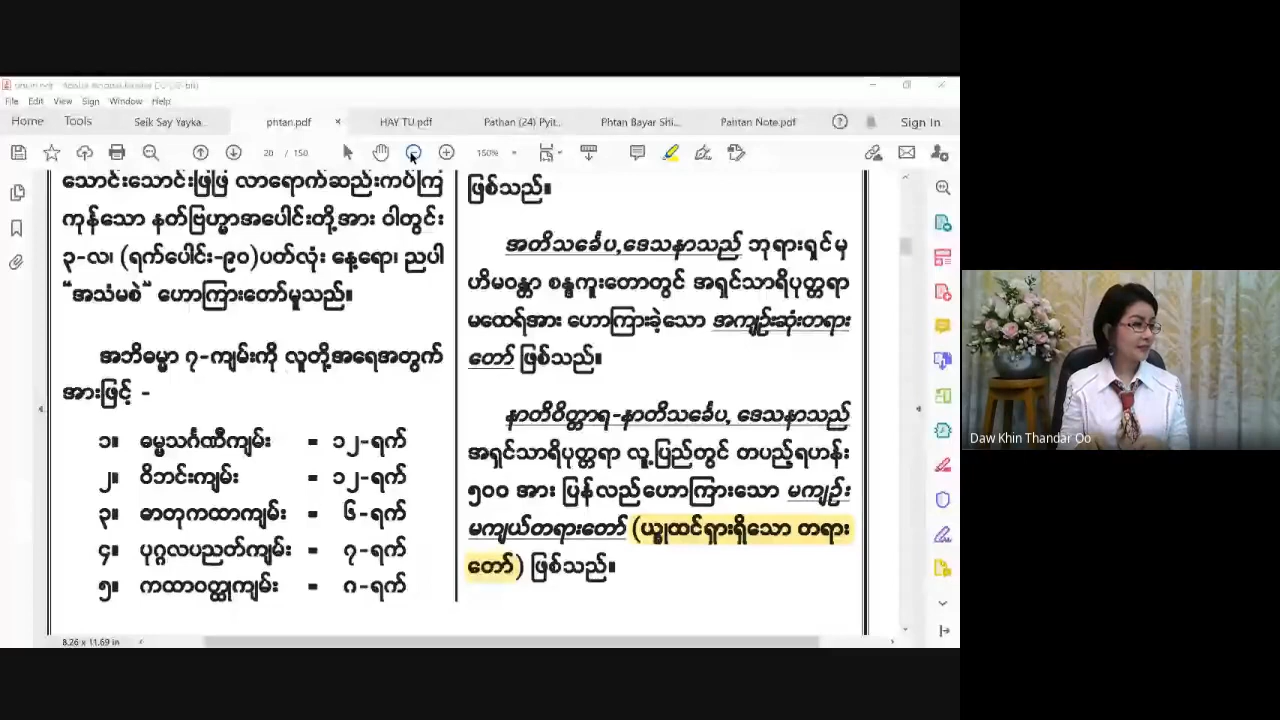 File Edit View Sign Window Help
Home Tools Seik Say Yayka... phtan.pdf × HAY TU.pdf Pathan (24) Pyit... Phtan Bayar Shi... Pahtan Note.pdf Sign In
20 / 150 150%
သောင်းသောင်းဖြဖြ လာရောက်ဆည်းကပ်ကြ
ကုန်သော နတ်ဗြဟ္မာအပေါင်းတို့အား ဝါတွင်း
၃-လ၊ (ရက်ပေါင်း-၉၀)ပတ်လုံး နေ့ရော၊ ညပါ
"အသံမစဲ" ဟောကြားတော်မူသည်။
အဘိဓမ္မာ ၇-ကျမ်းကို လူတို့အရေအတွက်
အားဖြင့် -
၁။ ဓမ္မသင်္ဂဏီကျမ်း = ၁၂-ရက်
၂။ ဝိဘင်းကျမ်း = ၁၂-ရက်
၃။ ဓာတုကထာကျမ်း = ၆-ရက်
၄။ ပုဂ္ဂလပညတ်ကျမ်း = ၇-ရက်
၅။ ကထာဝတ္ထုကျမ်း = ၈-ရက်
ဖြစ်သည်။
အတိသင်္ခေပ,ဒေသနာသည် ဘုရားရှင်မှ
ဟိမဝန္တာ စန္ဒကူးတောတွင် အရှင်သာရိပုတ္တရာ
မထေရ်အား ဟောကြားခဲ့သော အကျဉ်းဆုံးတရား
တော် ဖြစ်သည်။
နာတိဝိတ္ထာရ-နာတိသင်္ခေပ, ဒေသနာသည်
အရှင်သာရိပုတ္တရာ လူ့ပြည်တွင် တပည့်ရဟန်း
၅၀၀ အား ပြန်လည်ဟောကြားသော မကျဉ်း
မကျယ်တရားတော် (ယ္ခုထင်ရှားရှိသော တရား
တော်) ဖြစ်သည်။
8.26 x 11.69 in
Daw Khin Thandar Oo